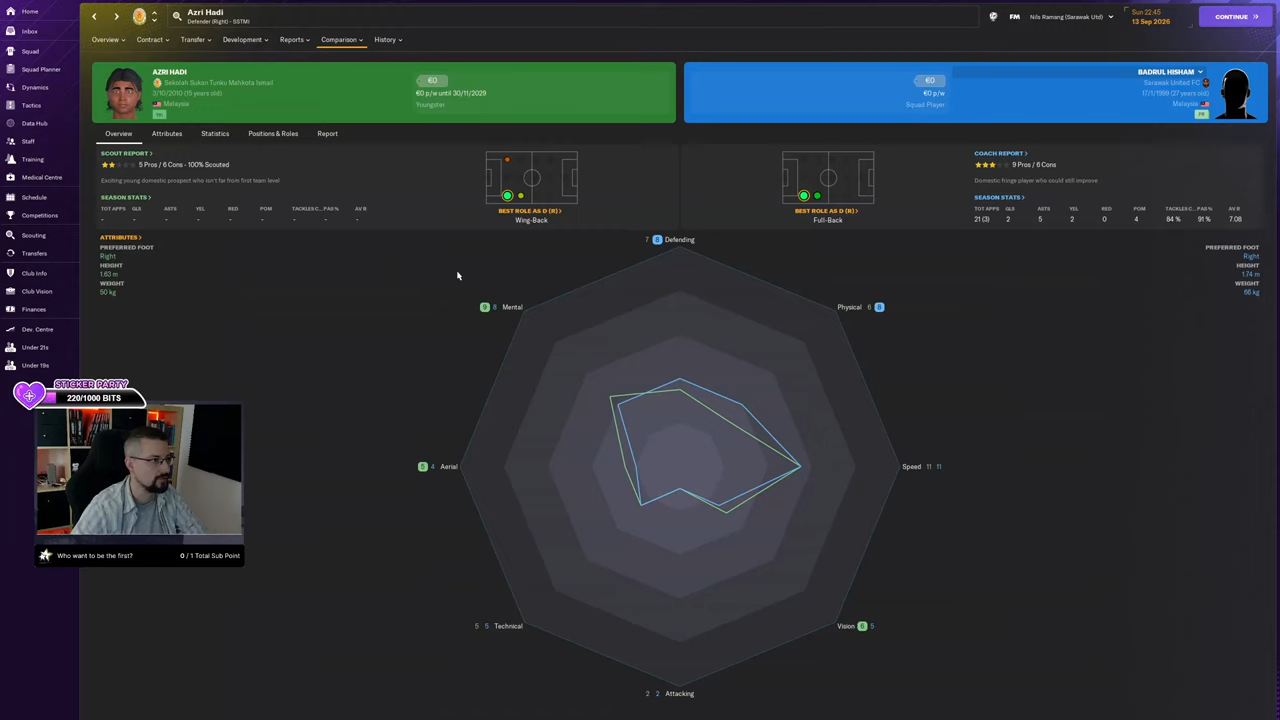 Home
Inbox
Squad
Squad Planner
Dynamics
Tactics
Data Hub
Staff
Training
Medical Centre
Schedule
Competitions
Scouting
Transfers
Club Info
Club Vision
Finances
Dev. Centre
Under 21s
Under 19s
Azri Hadi
Defender (Right) - SSTMI
FM
Nils Ramang (Sarawak Utd)
Sun 22:45
13 Sep 2026
CONTINUE
Overview
Contract
Transfer
Development
Reports
Comparison
History
AZRI HADI
Sekolah Sukan Tunku Mahkota Ismail
3/10/2010 (15 years old)
Malaysia
€0
€0 p/w until 30/11/2029
Youngster
BADRUL HISHAM
Sarawak United FC
17/1/1999 (27 years old)
Malaysia
€0
€0 p/w
Squad Player
Overview
Attributes
Statistics
Positions & Roles
Report
SCOUT REPORT >
5 Pros / 6 Cons - 100% Scouted
Exciting young domestic prospect who isn't far from first team level
SEASON STATS >
TOT APPS GLS ASTS YEL RED POM TACKLES C... PAS % AV R
- - - - - - - - -
BEST ROLE AS D (R) >
Wing-Back
BEST ROLE AS D (R) >
Full-Back
COACH REPORT >
9 Pros / 6 Cons
Domestic fringe player who could still improve
SEASON STATS >
TOT APPS GLS ASTS YEL RED POM TACKLES C... PAS % AV R
21 (3) 2 5 2 0 4 84 % 91 % 7.08
ATTRIBUTES >
PREFERRED FOOT
Right
HEIGHT
1.63 m
WEIGHT
50 kg
PREFERRED FOOT
Right
HEIGHT
1.74 m
WEIGHT
66 kg
7 8 Defending
9 8 Mental
Physical 6 8
5 4 Aerial
Speed 11 11
5 5 Technical
Vision 6 5
2 2 Attacking
STICKER PARTY
220/1000 BITS
Who want to be the first?
0 / 1 Total Sub Point